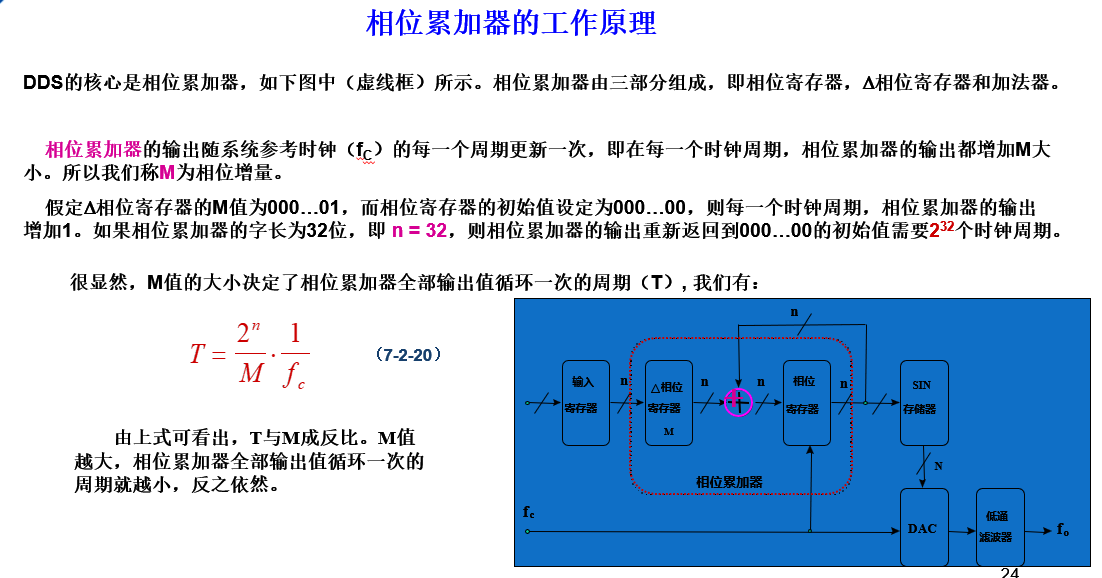 相位累加器的工作原理
DDS的核心是相位累加器，如下图中（虚线框）所示。相位累加器由三部分组成，即相位寄存器，Δ相位寄存器和加法器。
相位累加器的输出随系统参考时钟（fC）的每一个周期更新一次，即在每一个时钟周期，相位累加器的输出都增加M大
小。所以我们称M为相位增量。
假定Δ相位寄存器的M值为000…01，而相位寄存器的初始值设定为000…00，则每一个时钟周期，相位累加器的输出
增加1。如果相位累加器的字长为32位，即 n = 32，则相位累加器的输出重新返回到000…00的初始值需要2^32个时钟周期。
很显然，M值的大小决定了相位累加器全部输出值循环一次的周期（T）, 我们有：
T = 2^n/M · 1/f_c （7-2-20）
由上式可看出，T与M成反比。M值
越大，相位累加器全部输出值循环一次的
周期就越小，反之依然。
n
输入
寄存器
n
△相位
寄存器
M
n
+
n
相位
寄存器
n
SIN
存储器
相位累加器
N
fc
DAC
低通
滤波器
fo
24